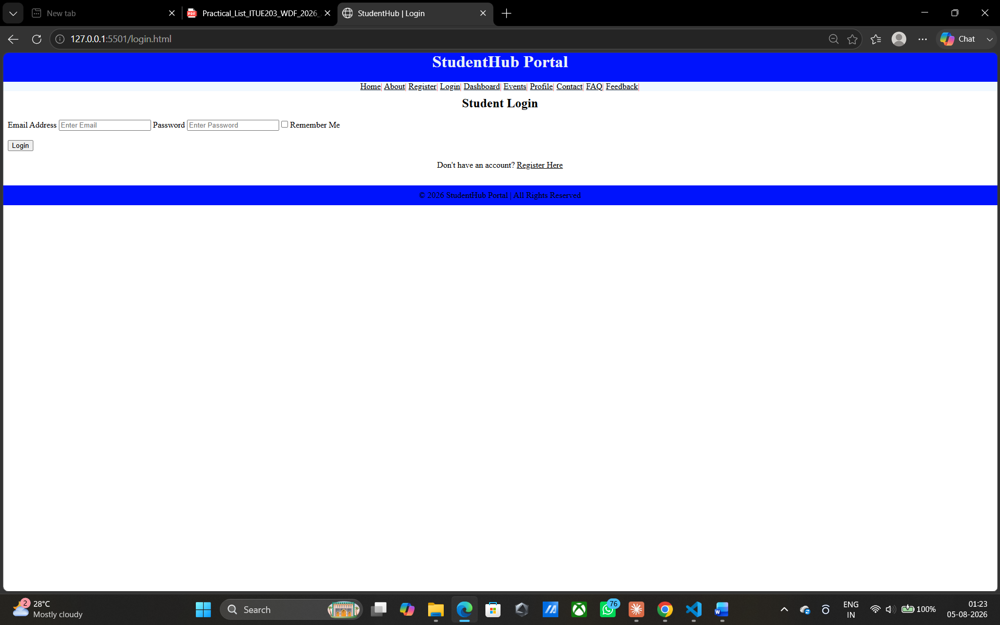 New tab
Practical_List_ITUE203_WDF_2026_
StudentHub | Login
127.0.0.1:5501/login.html
Chat
StudentHub Portal
Home| About| Register| Login| Dashboard| Events| Profile| Contact| FAQ| Feedback|
Student Login
Email Address Enter Email Password Enter Password Remember Me
Login
Don't have an account? Register Here
© 2026 StudentHub Portal | All Rights Reserved
2
28°C
Mostly cloudy
Search
76
ENG
IN
100%
01:23
05-08-2026